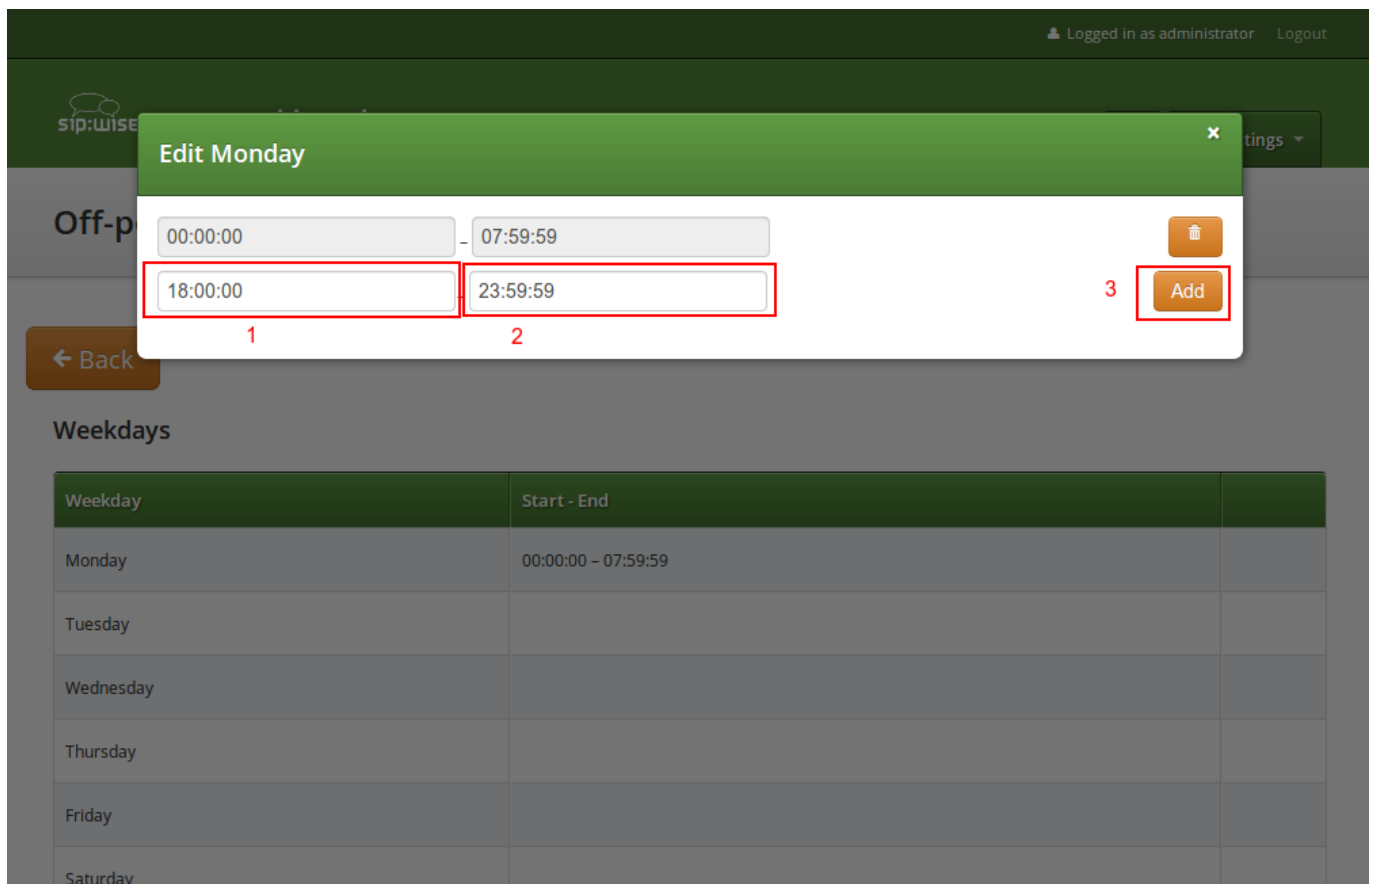 Logged in as administrator Logout
sip:wise
tings
Edit Monday ×
Off-p
00:00:00 – 07:59:59
18:00:00 - 23:59:59 3 Add
1 2
Back
Weekdays
Weekday Start - End
Monday 00:00:00 – 07:59:59
Tuesday
Wednesday
Thursday
Friday
Saturday